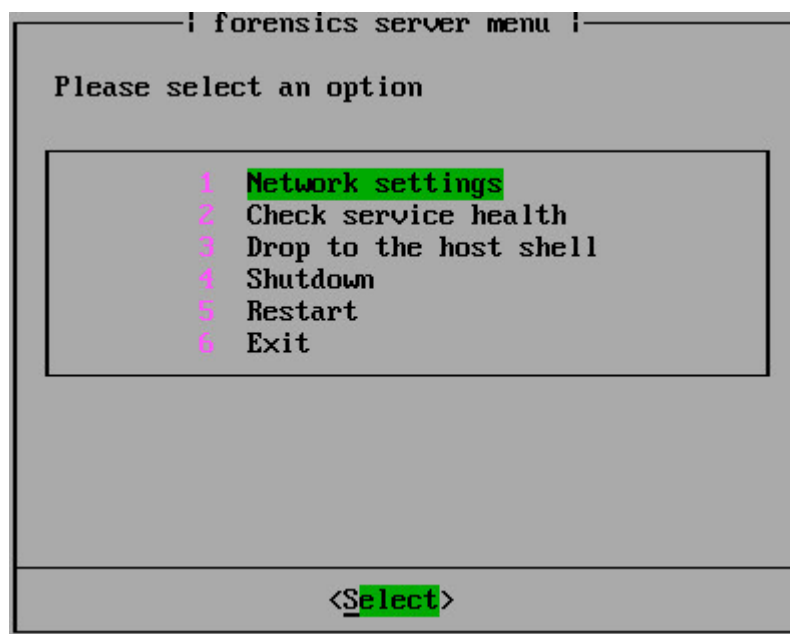 forensics server menu
Please select an option
1 Network settings
2 Check service health
3 Drop to the host shell
4 Shutdown
5 Restart
6 Exit
<Select>